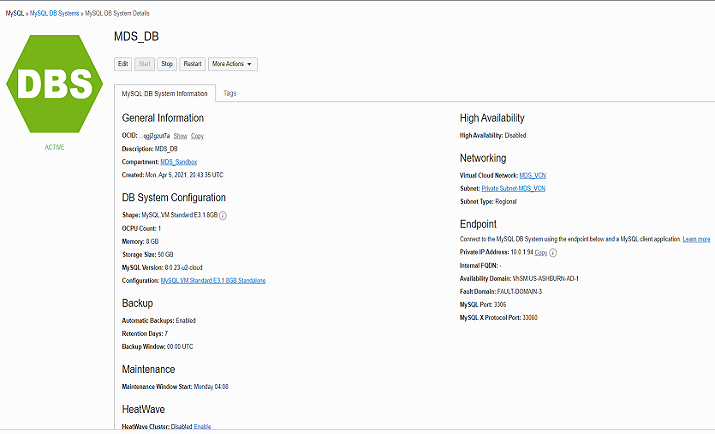 MySQL » MySQL DB Systems » MySQL DB System Details
DBS
ACTIVE
MDS_DB
Edit Start Stop Restart More Actions
MySQL DB System Information Tags
General Information
OCID: ...qgj2gzut7a Show Copy
Description: MDS_DB
Compartment: MDS_Sandbox
Created: Mon, Apr 5, 2021, 20:43:35 UTC
DB System Configuration
Shape: MySQL.VM.Standard.E3.1.8GB
OCPU Count: 1
Memory: 8 GB
Storage Size: 50 GB
MySQL Version: 8.0.23-u2-cloud
Configuration: MySQL.VM.Standard.E3.1.8GB.Standalone
Backup
Automatic Backups: Enabled
Retention Days: 7
Backup Window: 00:00 UTC
Maintenance
Maintenance Window Start: Monday 04:08
HeatWave
HeatWave Cluster: Disabled Enable
High Availability
High Availability: Disabled
Networking
Virtual Cloud Network: MDS_VCN
Subnet: Private Subnet-MDS_VCN
Subnet Type: Regional
Endpoint
Connect to the MySQL DB System using the endpoint below and a MySQL client application. Learn more
Private IP Address: 10.0.1.94 Copy
Internal FQDN: -
Availability Domain: VhSM:US-ASHBURN-AD-1
Fault Domain: FAULT-DOMAIN-3
MySQL Port: 3306
MySQL X Protocol Port: 33060